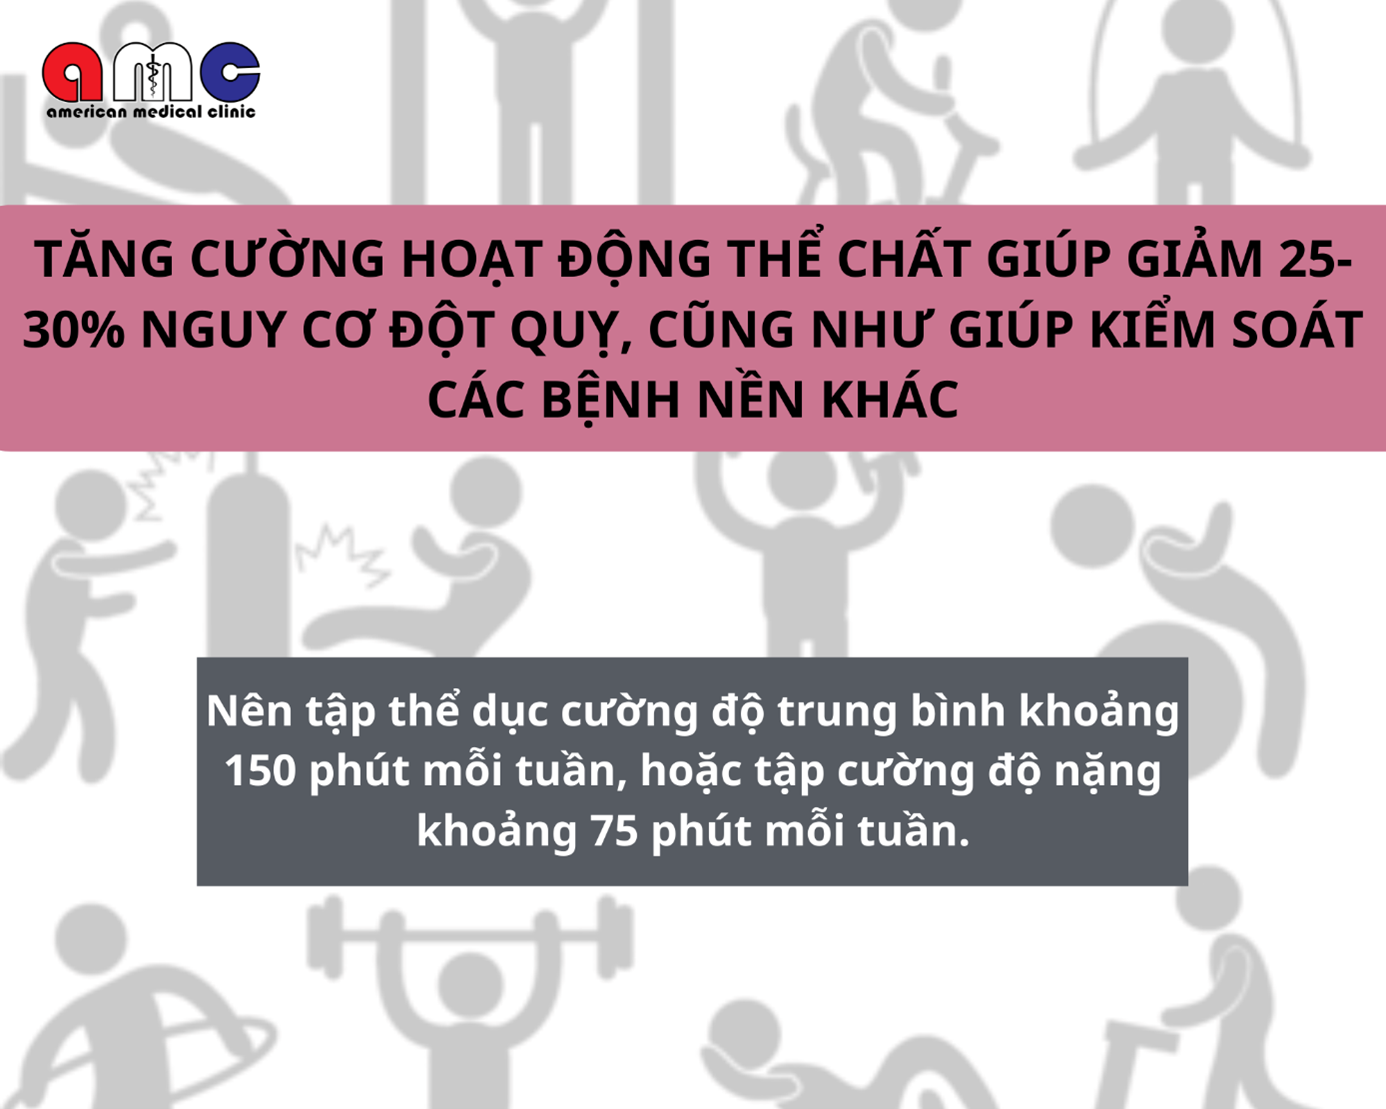 amc
american medical clinic
TĂNG CƯỜNG HOẠT ĐỘNG THỂ CHẤT GIÚP GIẢM 25-
30% NGUY CƠ ĐỘT QUỴ, CŨNG NHƯ GIÚP KIỂM SOÁT
CÁC BỆNH NỀN KHÁC
Nên tập thể dục cường độ trung bình khoảng
150 phút mỗi tuần, hoặc tập cường độ nặng
khoảng 75 phút mỗi tuần.